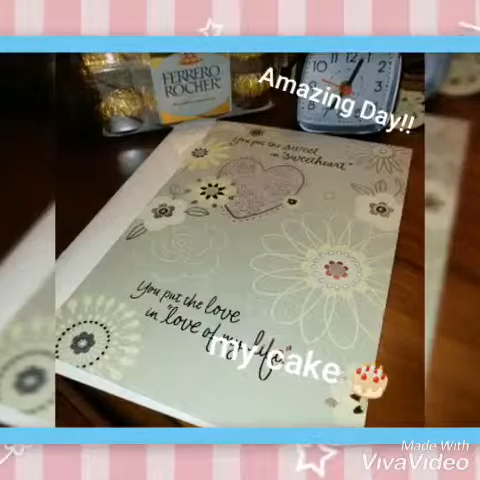 FERRERO
ROCHER
Amazing Day!!
You put the sweet
in "sweetheart"
You put the love
in "love of my life."
my cake 🍰
Made With
VivaVideo